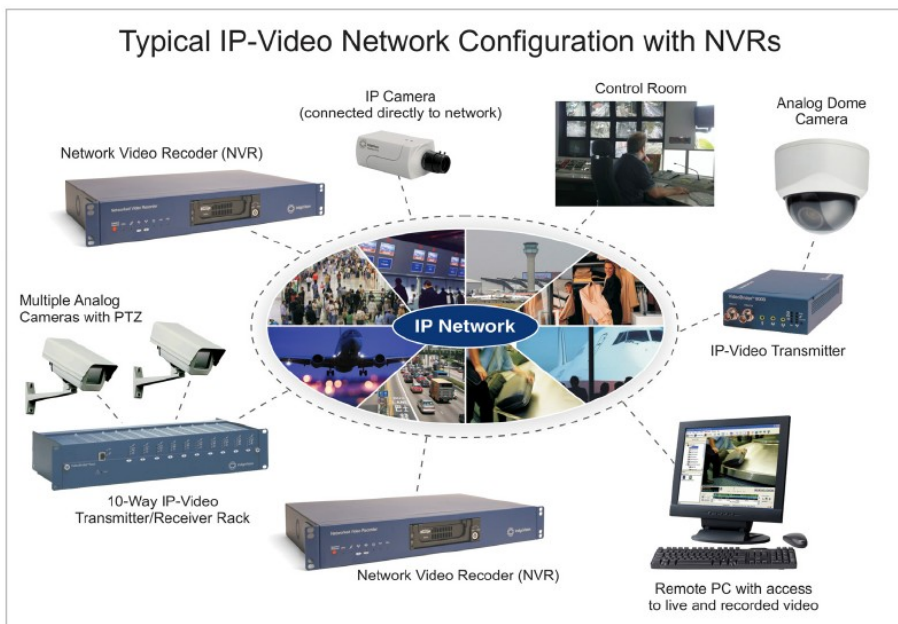 Typical IP-Video Network Configuration with NVRs
IP Camera
(connected directly to network)
Control Room
Analog Dome
Camera
Network Video Recorder (NVR)
Multiple Analog
Cameras with PTZ
IP Network
IP-Video Transmitter
10-Way IP-Video
Transmitter/Receiver Rack
Network Video Recorder (NVR)
Remote PC with access
to live and recorded video